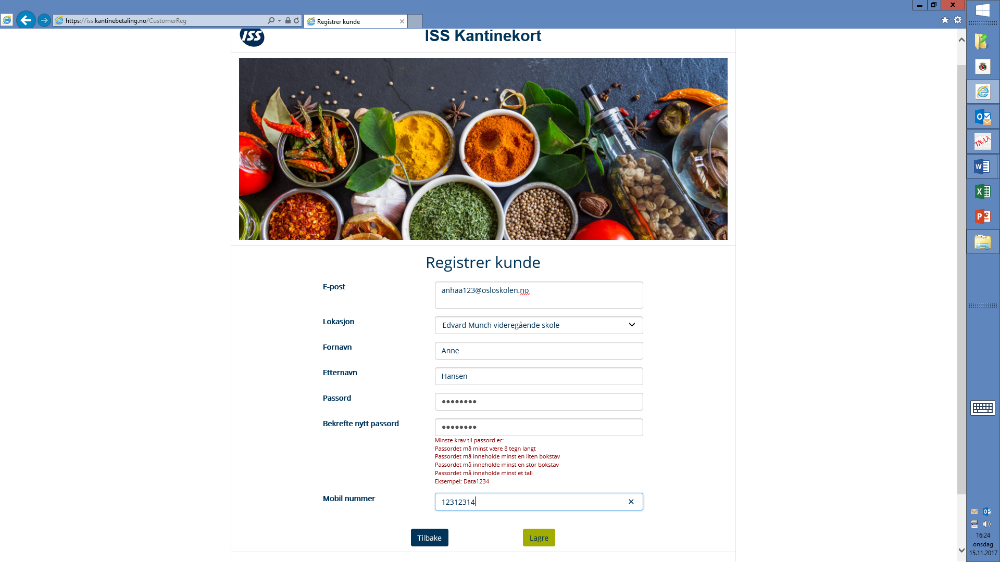 https://iss.kantinebetaling.no/CustomerReg
Registrer kunde
ISS
ISS Kantinekort
Registrer kunde
E-post
anhaa123@osloskolen.no
Lokasjon
Edvard Munch videregående skole
Fornavn
Anne
Etternavn
Hansen
Passord
Bekrefte nytt passord
Minste krav til passord er:
Passordet må minst være 8 tegn langt
Passordet må inneholde minst en liten bokstav
Passordet må inneholde minst en stor bokstav
Passordet må inneholde minst et tall
Eksempel: Data1234
Mobil nummer
12312314
Tilbake
Lagre
TAVLA
16:24
onsdag
15.11.2017